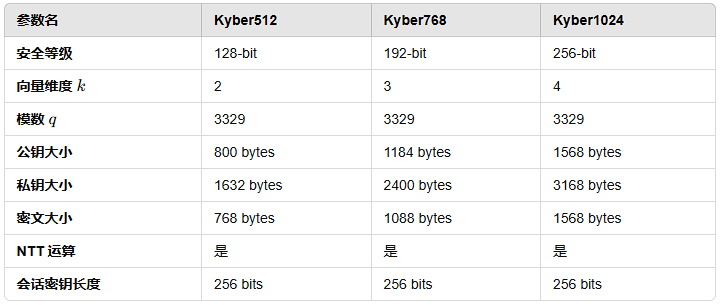 参数名 Kyber512 Kyber768 Kyber1024
安全等级 128-bit 192-bit 256-bit
向量维度 k 2 3 4
模数 q 3329 3329 3329
公钥大小 800 bytes 1184 bytes 1568 bytes
私钥大小 1632 bytes 2400 bytes 3168 bytes
密文大小 768 bytes 1088 bytes 1568 bytes
NTT 运算 是 是 是
会话密钥长度 256 bits 256 bits 256 bits